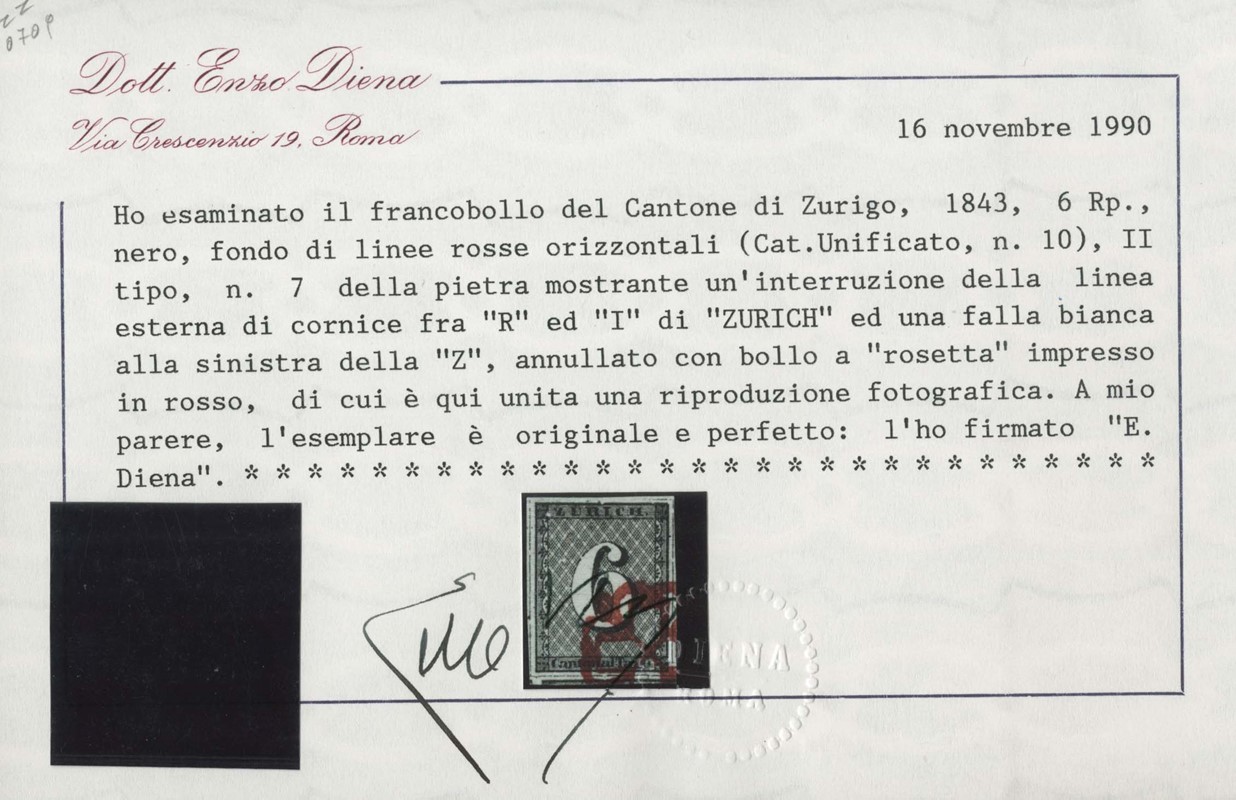 0709
Dott. Enzo Diena
Via Crescenzio 19, Roma
16 novembre 1990
Ho esaminato il francobollo del Cantone di Zurigo, 1843, 6 Rp.,
nero, fondo di linee rosse orizzontali (Cat.Unificato, n. 10), II
tipo, n. 7 della pietra mostrante un'interruzione della linea
esterna di cornice fra "R" ed "I" di "ZURICH" ed una falla bianca
alla sinistra della "Z", annullato con bollo a "rosetta" impresso
in rosso, di cui è qui unita una riproduzione fotografica. A mio
parere, l'esemplare è originale e perfetto: l'ho firmato "E.
Diena". * * * * * * * * * * * * * * * * * * * * * * * * * * * * *
ZÜRICH.
6
Cantonal-Taxe.
DIENA
ROMA